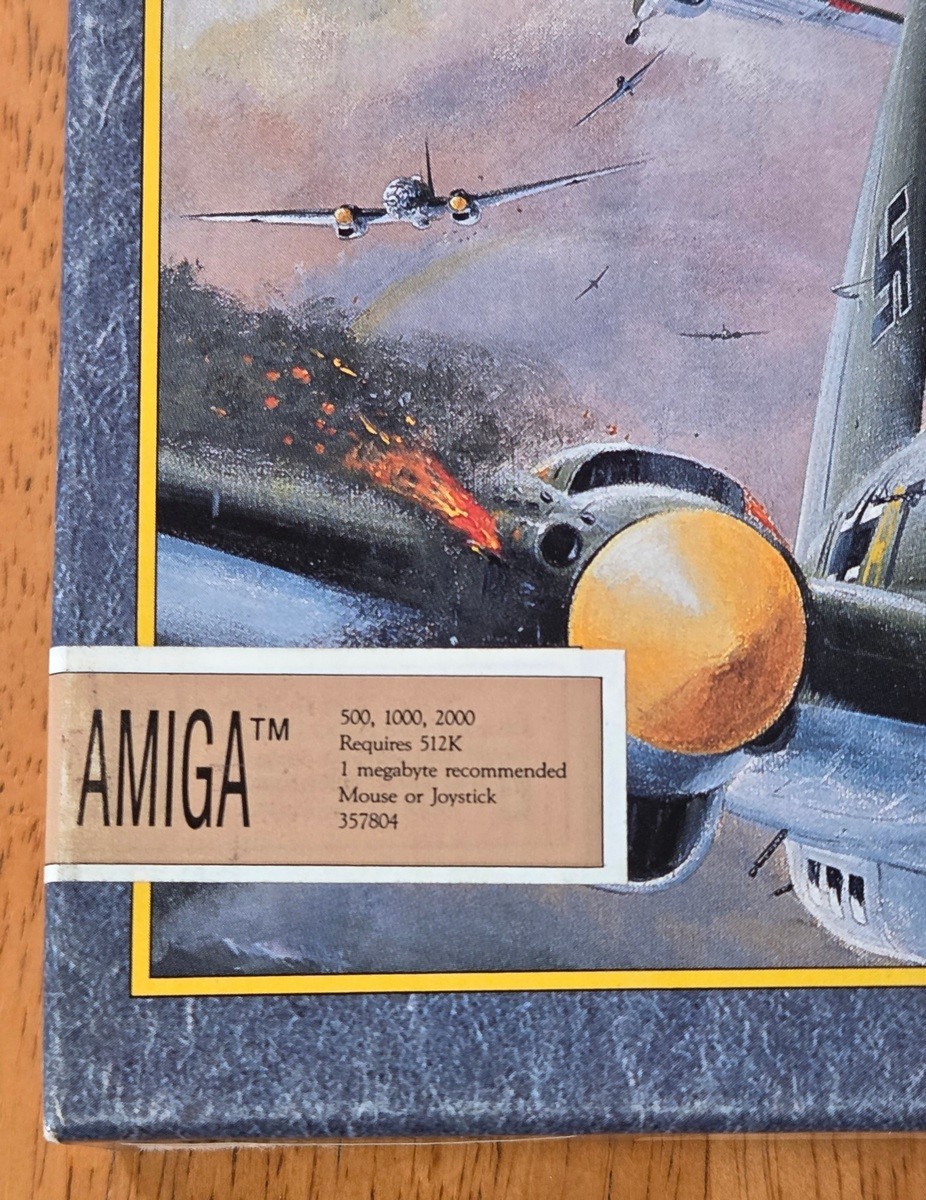 AMIGA™
500, 1000, 2000
Requires 512K
1 megabyte recommended
Mouse or Joystick
357804